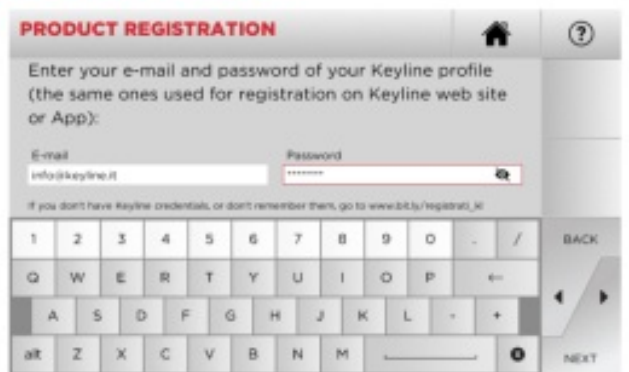 PRODUCT REGISTRATION
?
Enter your e-mail and password of your Keyline profile
(the same ones used for registration on Keyline web site
or App):
E-mail Password
info@keyline.it ********
If you don't have Keyline credentials, or don't remember them, go to www.bit.ly/registrati_kl
1 2 3 4 5 6 7 8 9 0 . / BACK
Q W E R T Y U I O P ←
A S D F G H J K L - +
alt Z X C V B N M NEXT